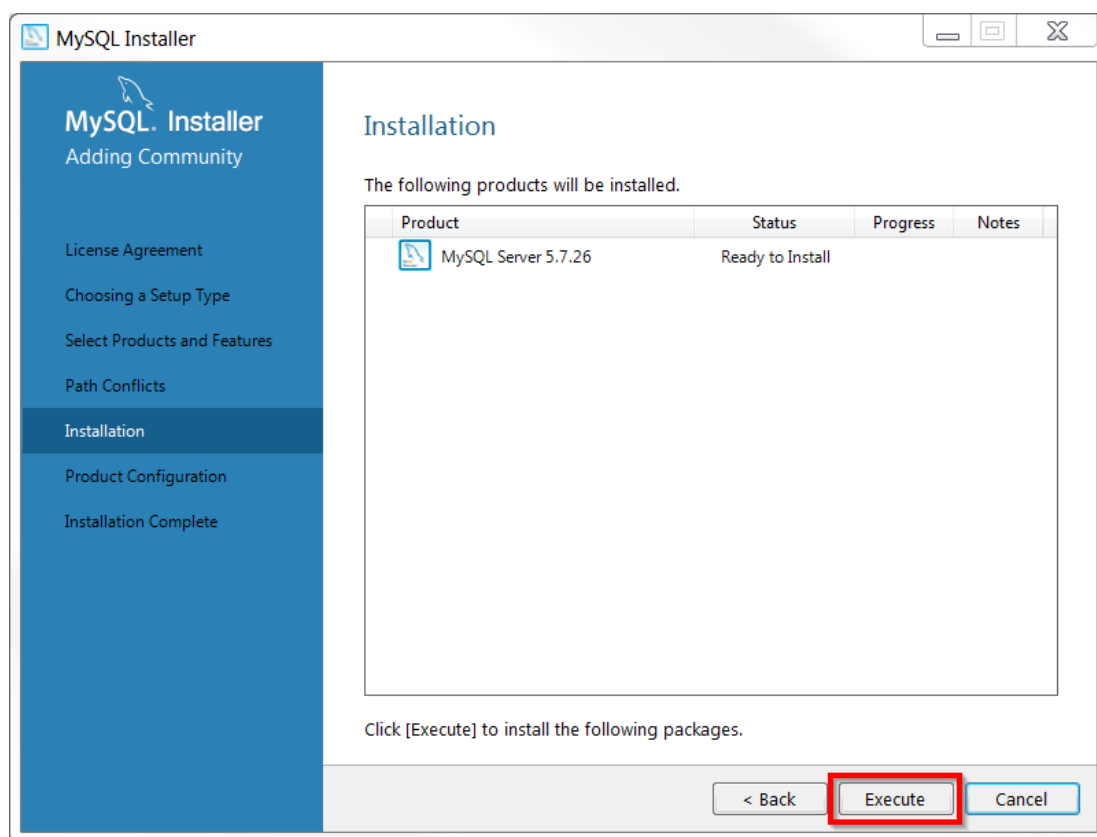 MySQL Installer
MySQL. Installer
Adding Community
License Agreement
Choosing a Setup Type
Select Products and Features
Path Conflicts
Installation
Product Configuration
Installation Complete
Installation
The following products will be installed.
Product Status Progress Notes
MySQL Server 5.7.26 Ready to Install
Click [Execute] to install the following packages.
< Back Execute Cancel